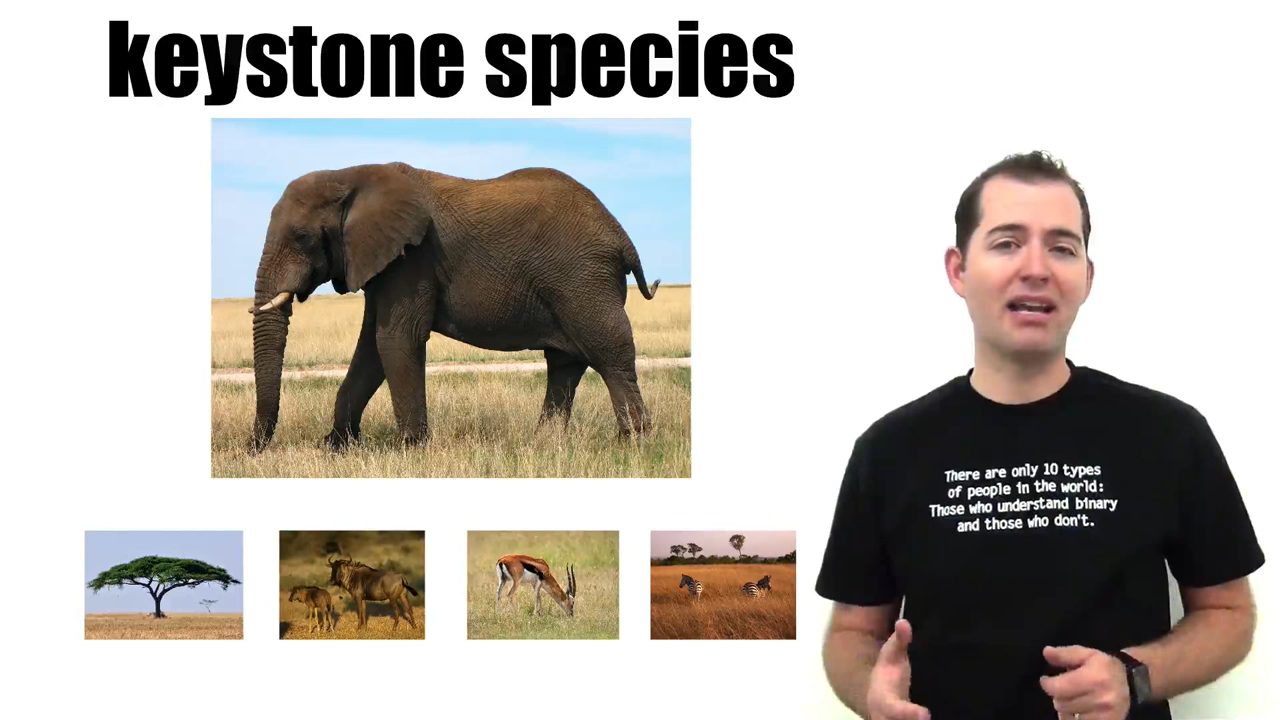 keystone species
There are only 10 types
of people in the world:
Those who understand binary
and those who don't.